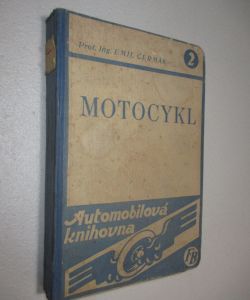 Prof. Ing. EMIL ČERMÁK
2
MOTOCYKL
Automobilová
knihovna